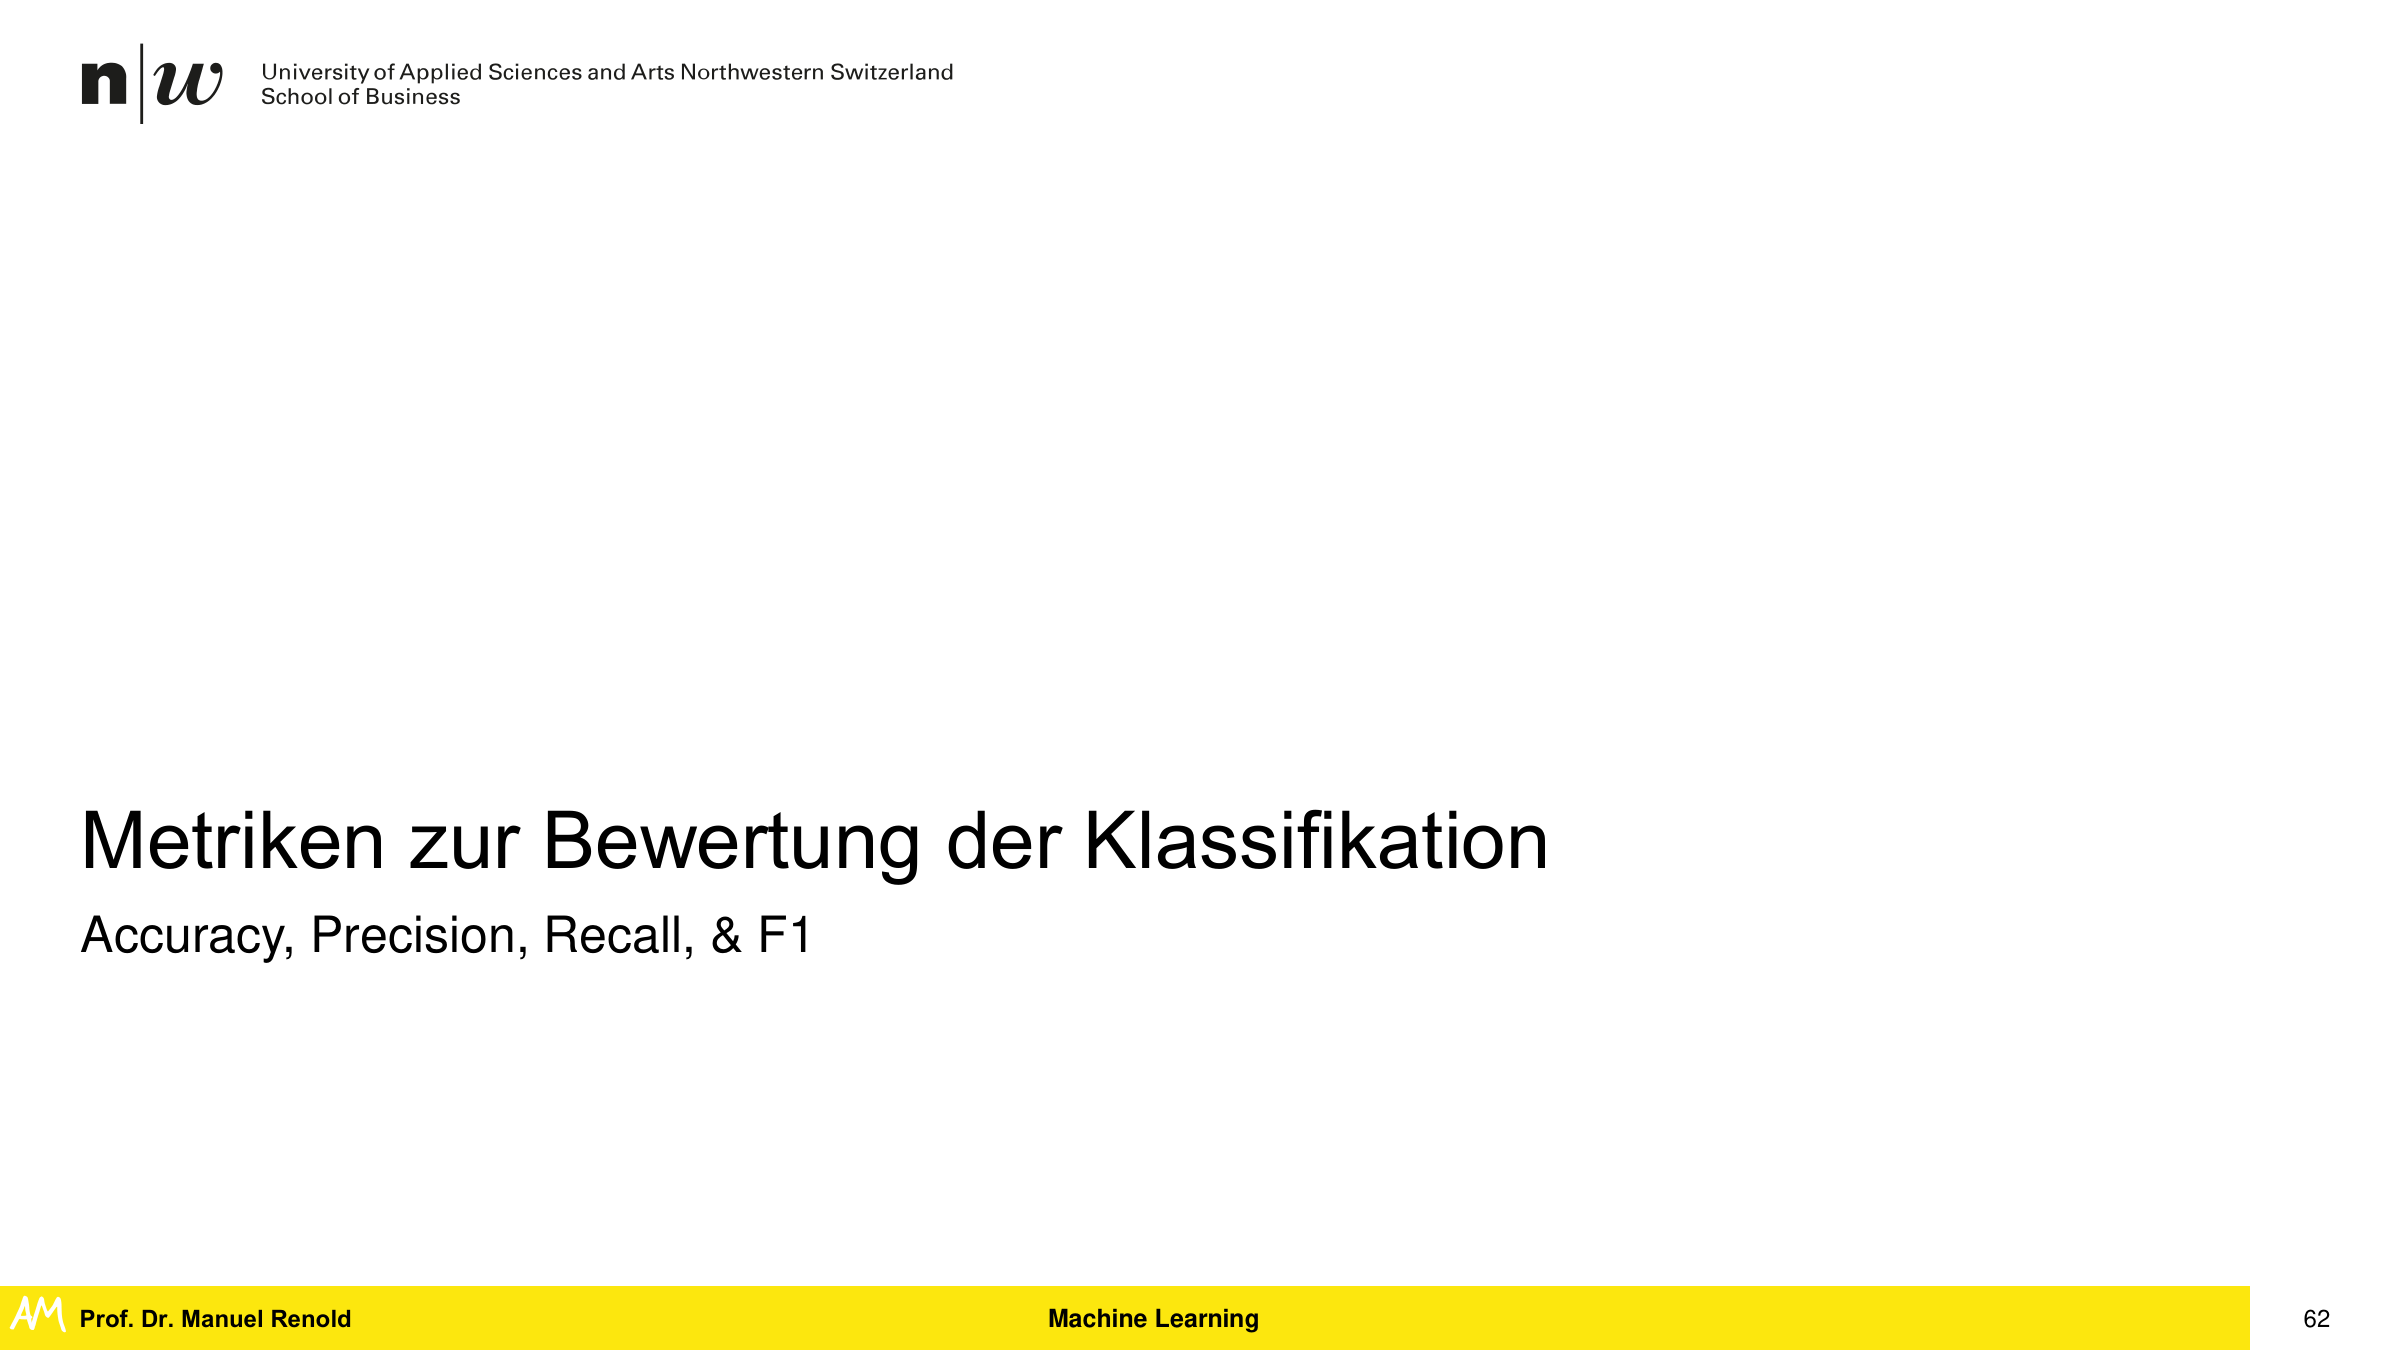 n|w
University of Applied Sciences and Arts Northwestern Switzerland
School of Business
Metriken zur Bewertung der Klassifikation
Accuracy, Precision, Recall, & F1
AM Prof. Dr. Manuel Renold
Machine Learning
62